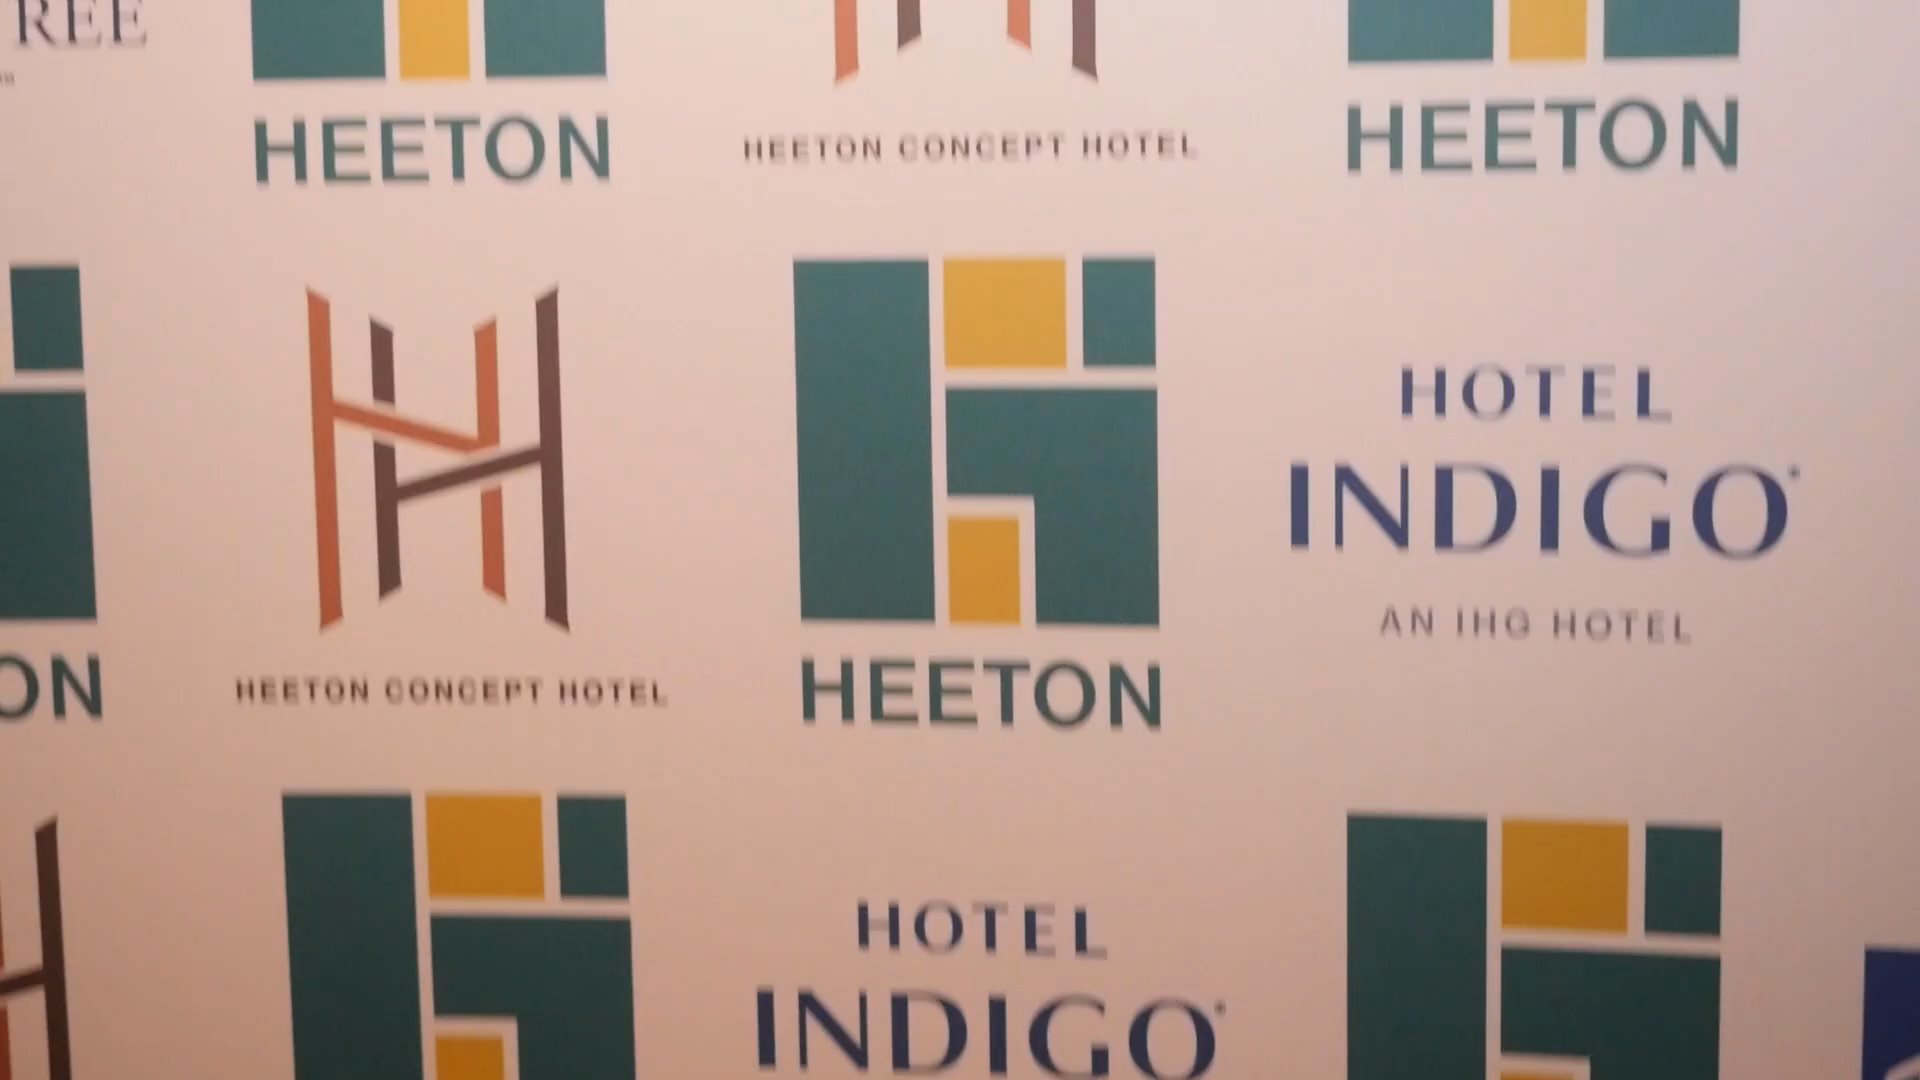 REE
HEETON
HEETON CONCEPT HOTEL
HEETON
HOTEL
INDIGO
AN IHG HOTEL
ON
HEETON CONCEPT HOTEL
HEETON
HOTEL
INDIGO